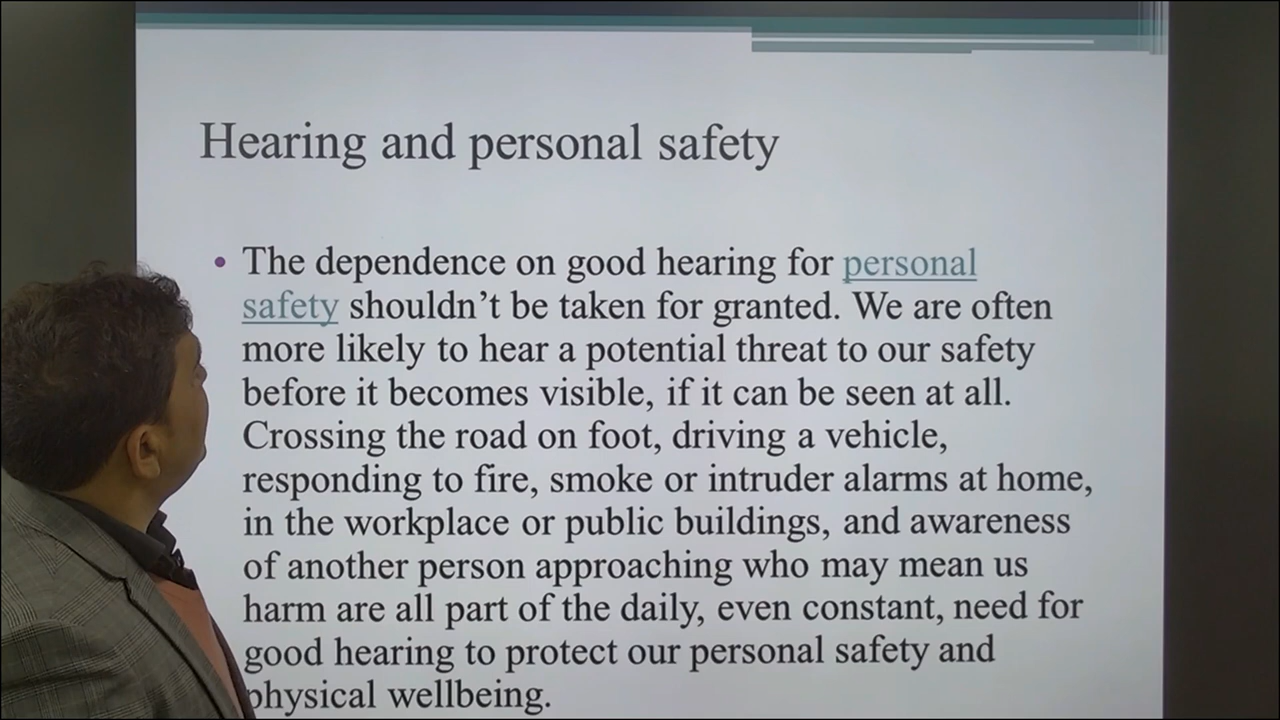 Hearing and personal safety
• The dependence on good hearing for personal
safety shouldn’t be taken for granted. We are often
more likely to hear a potential threat to our safety
before it becomes visible, if it can be seen at all.
Crossing the road on foot, driving a vehicle,
responding to fire, smoke or intruder alarms at home,
in the workplace or public buildings, and awareness
of another person approaching who may mean us
harm are all part of the daily, even constant, need for
good hearing to protect our personal safety and
physical wellbeing.